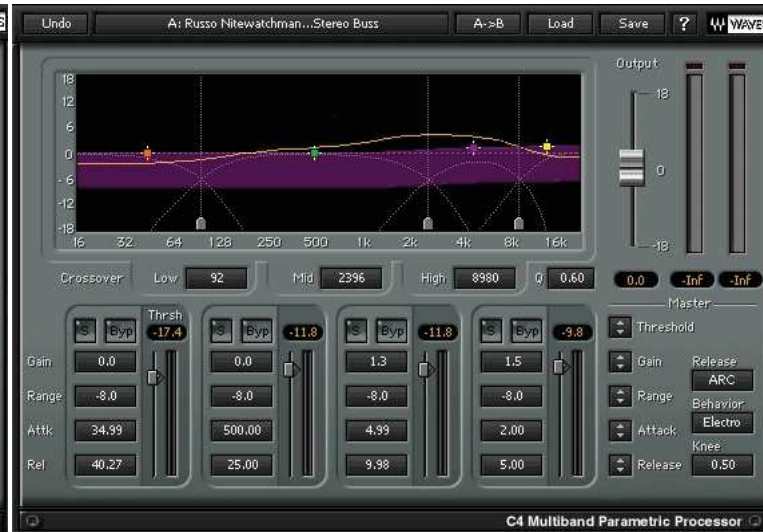 S
Undo A: Russo Nitewatchman...Stereo Buss A->B Load Save ? WAVE
Output
18
12
6
0
-6
-12
-18
16 32 64 128 250 500 1k 2k 4k 8k 16k
18
0
-18
Crossover Low 92 Mid 2396 High 8980 Q 0.60
0.0 -Inf -Inf
Master
Thrsh
S Byp -17.4 S Byp -11.8 S Byp -11.8 S Byp -9.8
Threshold
Gain 0.0 0.0 1.3 1.5
Range -8.0 -8.0 -8.0 -8.0
Attk 34.99 500.00 4.99 2.00
Rel 40.27 25.00 9.98 5.00
Gain
Range
Attack
Release
Release
ARC
Behavior
Electro
Knee
0.50
C4 Multiband Parametric Processor